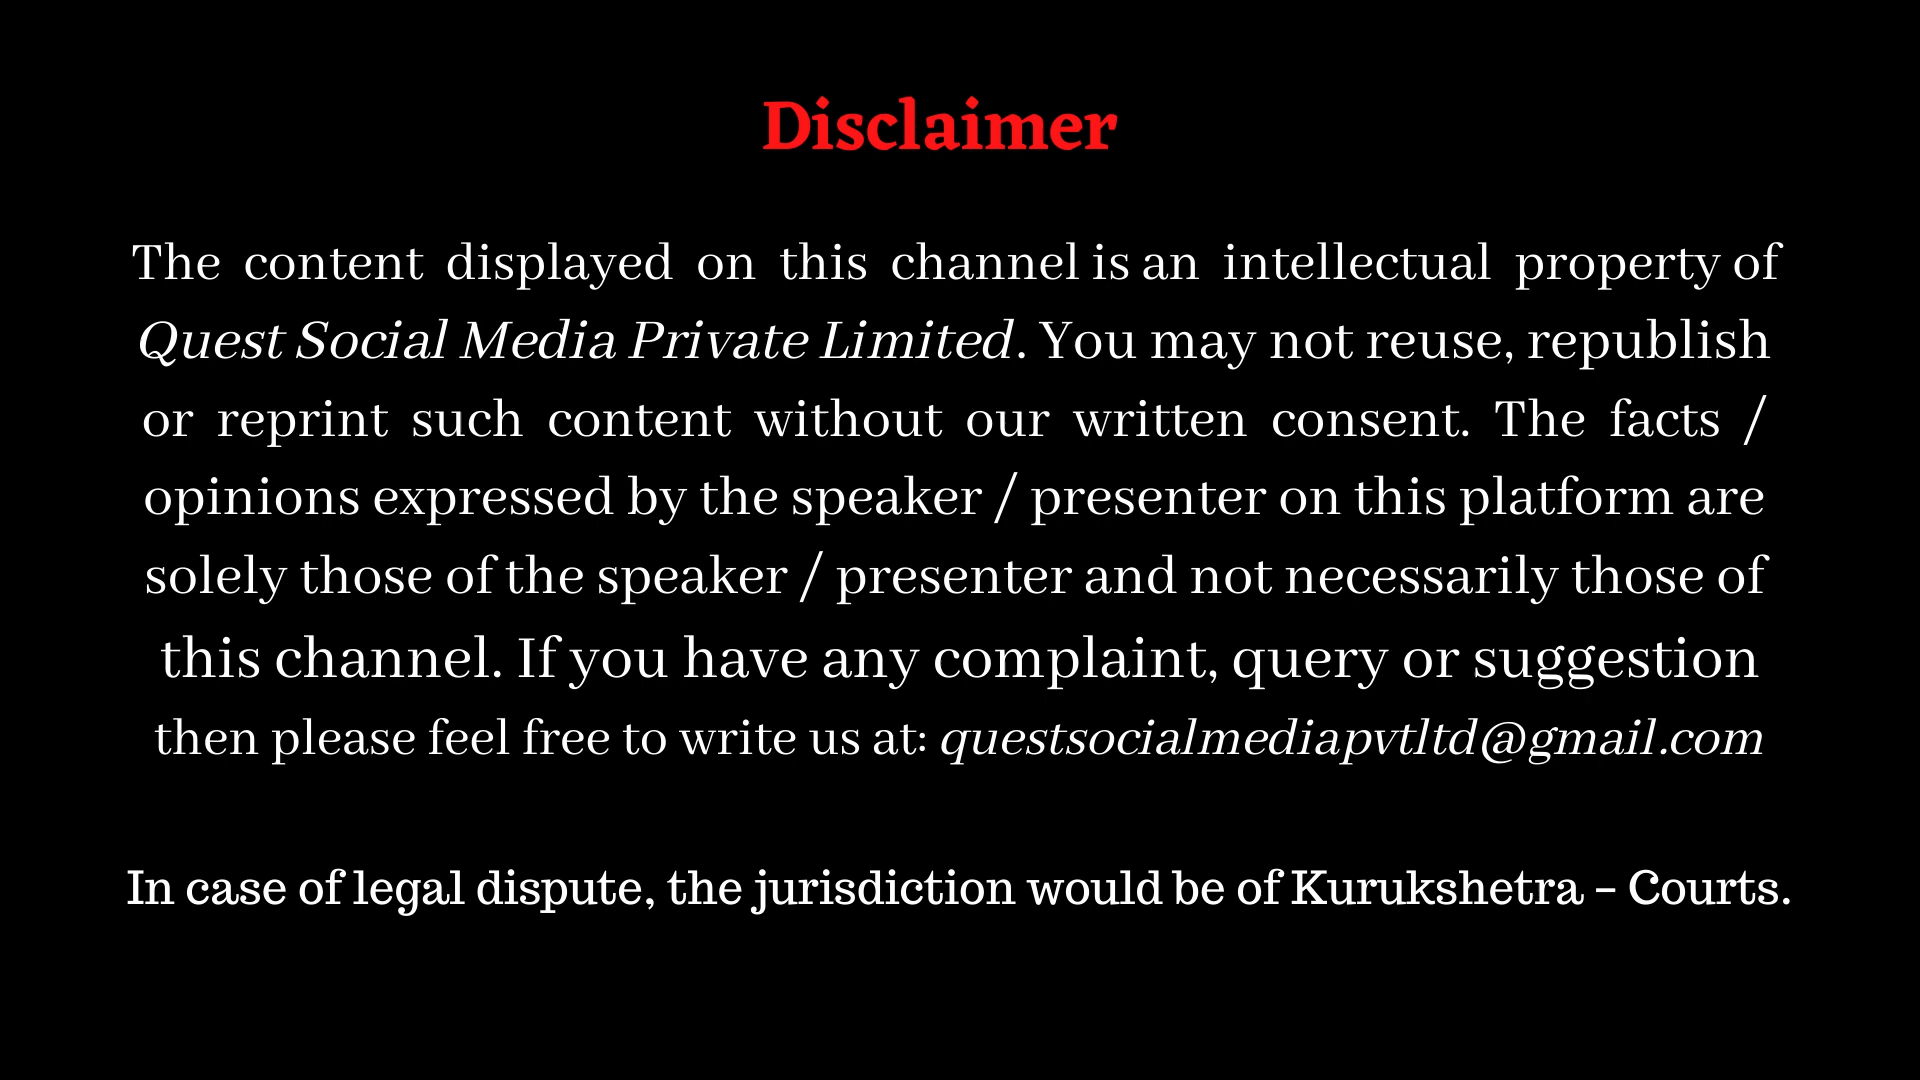 Disclaimer
The content displayed on this channel is an intellectual property of
Quest Social Media Private Limited. You may not reuse, republish
or reprint such content without our written consent. The facts /
opinions expressed by the speaker / presenter on this platform are
solely those of the speaker / presenter and not necessarily those of
this channel. If you have any complaint, query or suggestion
then please feel free to write us at: questsocialmediapvtltd@gmail.com
In case of legal dispute, the jurisdiction would be of Kurukshetra – Courts.